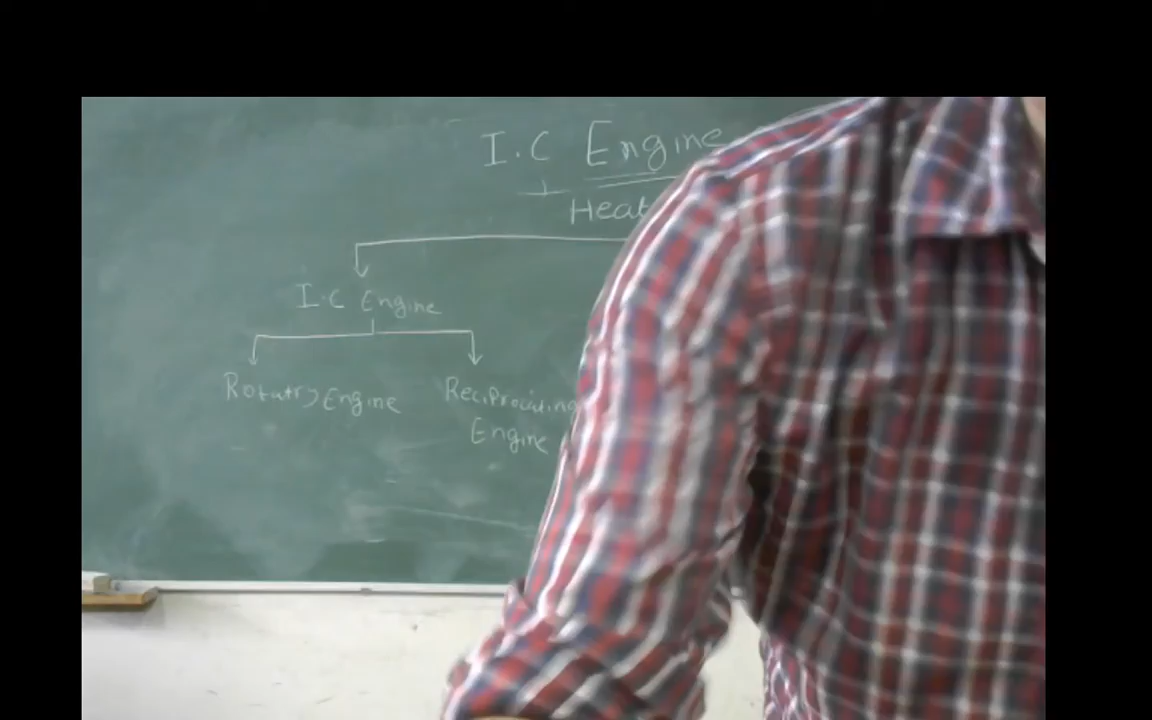 I.C Engine
Heat
I.C Engine
Rotatry Engine
Reciprocating
Engine